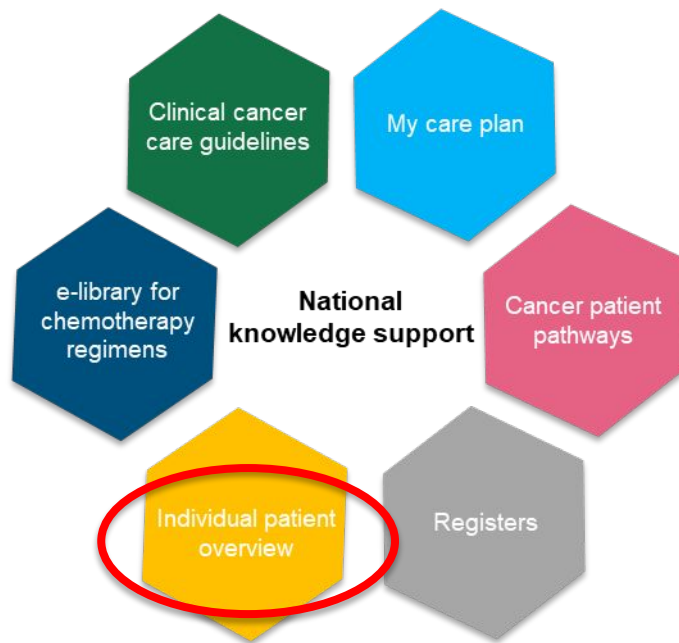 Clinical cancer
care guidelines
My care plan
e-library for
chemotherapy
regimens
National
knowledge support
Cancer patient
pathways
Individual patient
overview
Registers